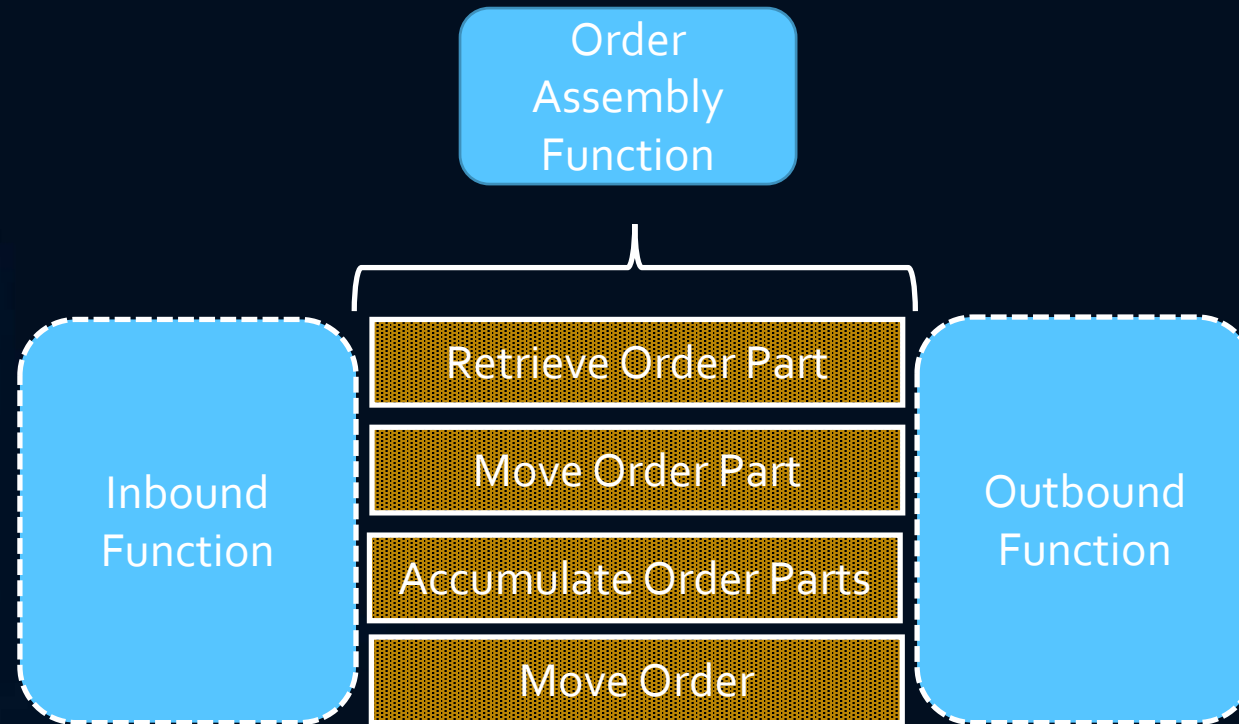 Order
Assembly
Function
Retrieve Order Part
Move Order Part
Inbound
Function
Outbound
Function
Accumulate Order Parts
Move Order